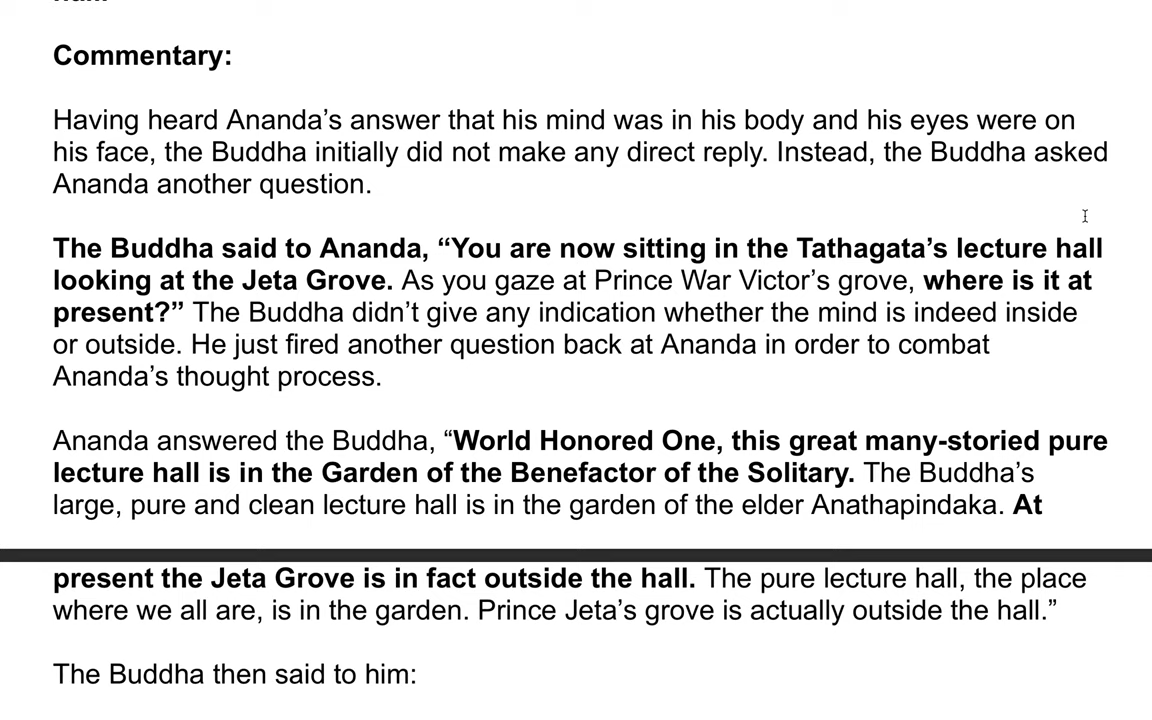 Commentary:
Having heard Ananda’s answer that his mind was in his body and his eyes were on
his face, the Buddha initially did not make any direct reply. Instead, the Buddha asked
Ananda another question.
The Buddha said to Ananda, “You are now sitting in the Tathagata’s lecture hall
looking at the Jeta Grove. As you gaze at Prince War Victor’s grove, where is it at
present?” The Buddha didn’t give any indication whether the mind is indeed inside
or outside. He just fired another question back at Ananda in order to combat
Ananda’s thought process.
Ananda answered the Buddha, “World Honored One, this great many-storied pure
lecture hall is in the Garden of the Benefactor of the Solitary. The Buddha’s
large, pure and clean lecture hall is in the garden of the elder Anathapindaka. At
present the Jeta Grove is in fact outside the hall. The pure lecture hall, the place
where we all are, is in the garden. Prince Jeta’s grove is actually outside the hall.”
The Buddha then said to him: